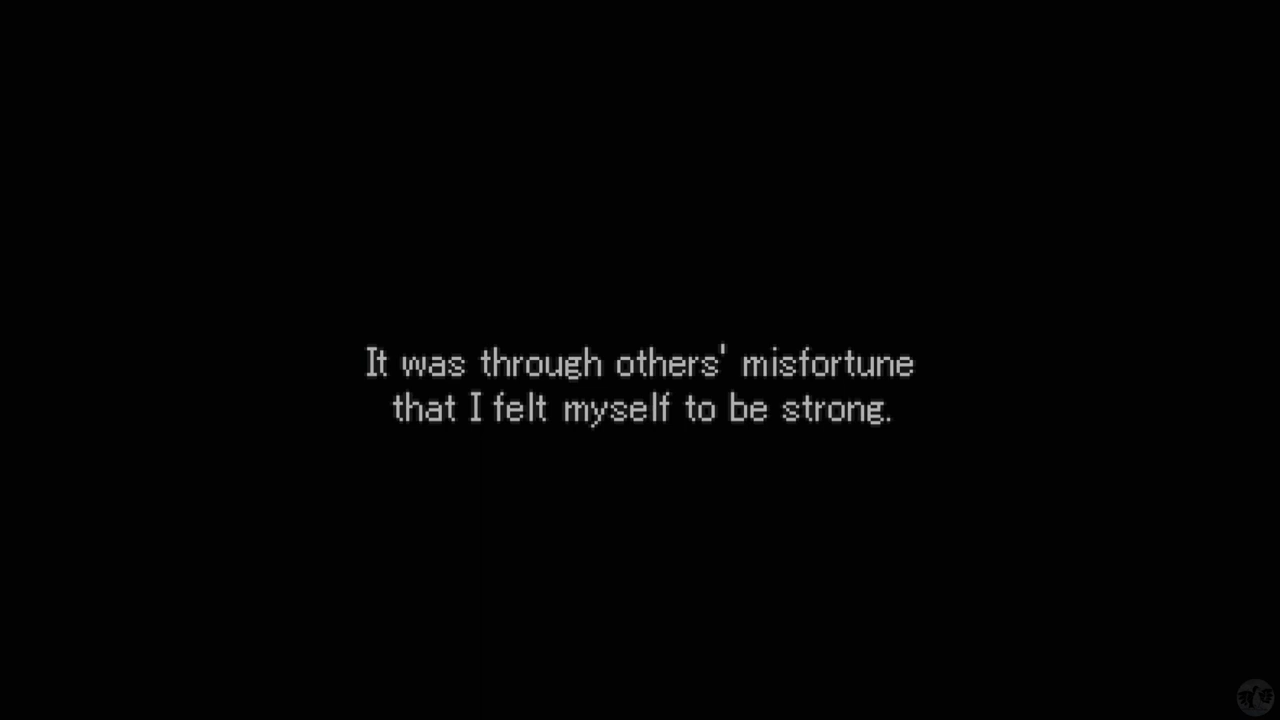 It was through others' misfortune
that I felt myself to be strong.